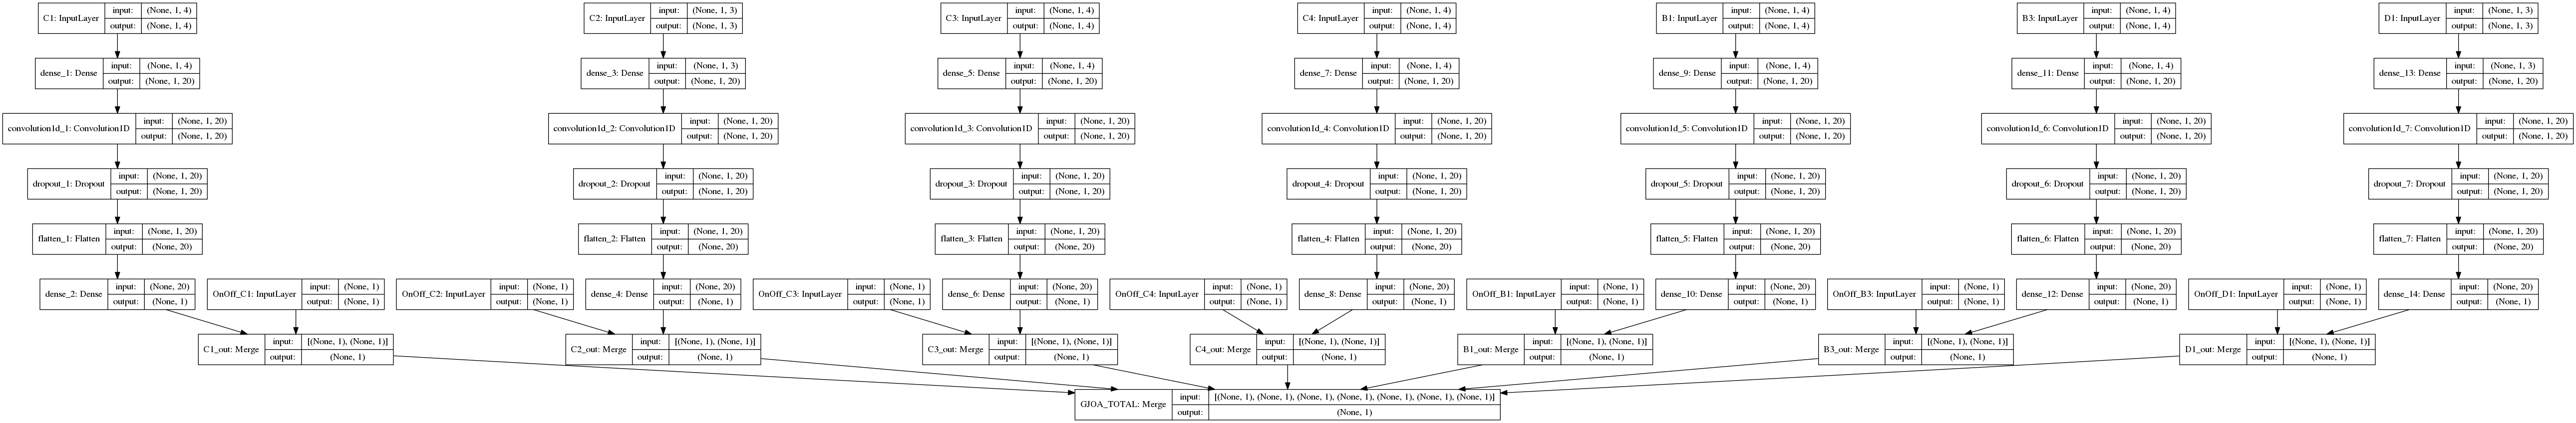 C1: InputLayer input: (None, 1, 4) output: (None, 1, 4)
C2: InputLayer input: (None, 1, 3) output: (None, 1, 3)
C3: InputLayer input: (None, 1, 4) output: (None, 1, 4)
C4: InputLayer input: (None, 1, 4) output: (None, 1, 4)
B1: InputLayer input: (None, 1, 4) output: (None, 1, 4)
B3: InputLayer input: (None, 1, 4) output: (None, 1, 4)
D1: InputLayer input: (None, 1, 3) output: (None, 1, 3)
dense_1: Dense input: (None, 1, 4) output: (None, 1, 20)
dense_3: Dense input: (None, 1, 3) output: (None, 1, 20)
dense_5: Dense input: (None, 1, 4) output: (None, 1, 20)
dense_7: Dense input: (None, 1, 4) output: (None, 1, 20)
dense_9: Dense input: (None, 1, 4) output: (None, 1, 20)
dense_11: Dense input: (None, 1, 4) output: (None, 1, 20)
dense_13: Dense input: (None, 1, 3) output: (None, 1, 20)
convolution1d_1: Convolution1D input: (None, 1, 20) output: (None, 1, 20)
convolution1d_2: Convolution1D input: (None, 1, 20) output: (None, 1, 20)
convolution1d_3: Convolution1D input: (None, 1, 20) output: (None, 1, 20)
convolution1d_4: Convolution1D input: (None, 1, 20) output: (None, 1, 20)
convolution1d_5: Convolution1D input: (None, 1, 20) output: (None, 1, 20)
convolution1d_6: Convolution1D input: (None, 1, 20) output: (None, 1, 20)
convolution1d_7: Convolution1D input: (None, 1, 20) output: (None, 1, 20)
dropout_1: Dropout input: (None, 1, 20) output: (None, 1, 20)
dropout_2: Dropout input: (None, 1, 20) output: (None, 1, 20)
dropout_3: Dropout input: (None, 1, 20) output: (None, 1, 20)
dropout_4: Dropout input: (None, 1, 20) output: (None, 1, 20)
dropout_5: Dropout input: (None, 1, 20) output: (None, 1, 20)
dropout_6: Dropout input: (None, 1, 20) output: (None, 1, 20)
dropout_7: Dropout input: (None, 1, 20) output: (None, 1, 20)
flatten_1: Flatten input: (None, 1, 20) output: (None, 20)
flatten_2: Flatten input: (None, 1, 20) output: (None, 20)
flatten_3: Flatten input: (None, 1, 20) output: (None, 20)
flatten_4: Flatten input: (None, 1, 20) output: (None, 20)
flatten_5: Flatten input: (None, 1, 20) output: (None, 20)
flatten_6: Flatten input: (None, 1, 20) output: (None, 20)
flatten_7: Flatten input: (None, 1, 20) output: (None, 20)
dense_2: Dense input: (None, 20) output: (None, 1)
OnOff_C1: InputLayer input: (None, 1) output: (None, 1)
OnOff_C2: InputLayer input: (None, 1) output: (None, 1)
dense_4: Dense input: (None, 20) output: (None, 1)
OnOff_C3: InputLayer input: (None, 1) output: (None, 1)
dense_6: Dense input: (None, 20) output: (None, 1)
OnOff_C4: InputLayer input: (None, 1) output: (None, 1)
dense_8: Dense input: (None, 20) output: (None, 1)
OnOff_B1: InputLayer input: (None, 1) output: (None, 1)
dense_10: Dense input: (None, 20) output: (None, 1)
OnOff_B3: InputLayer input: (None, 1) output: (None, 1)
dense_12: Dense input: (None, 20) output: (None, 1)
OnOff_D1: InputLayer input: (None, 1) output: (None, 1)
dense_14: Dense input: (None, 20) output: (None, 1)
C1_out: Merge input: [(None, 1), (None, 1)] output: (None, 1)
C2_out: Merge input: [(None, 1), (None, 1)] output: (None, 1)
C3_out: Merge input: [(None, 1), (None, 1)] output: (None, 1)
C4_out: Merge input: [(None, 1), (None, 1)] output: (None, 1)
B1_out: Merge input: [(None, 1), (None, 1)] output: (None, 1)
B3_out: Merge input: [(None, 1), (None, 1)] output: (None, 1)
D1_out: Merge input: [(None, 1), (None, 1)] output: (None, 1)
GJOA_TOTAL: Merge input: [(None, 1), (None, 1), (None, 1), (None, 1), (None, 1), (None, 1), (None, 1)] output: (None, 1)